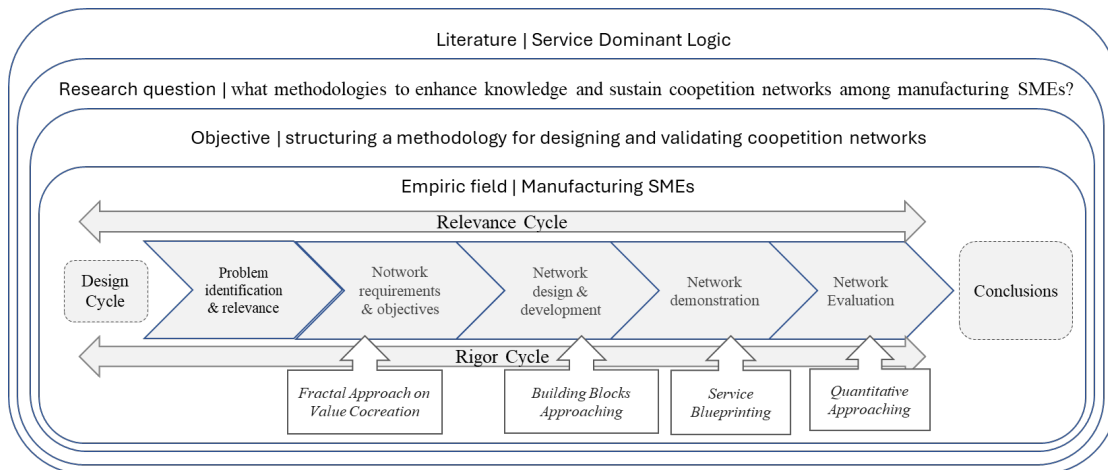 Literature | Service Dominant Logic
Research question | what methodologies to enhance knowledge and sustain coopetition networks among manufacturing SMEs?
Objective | structuring a methodology for designing and validating coopetition networks
Empiric field | Manufacturing SMEs
Relevance Cycle
Design
Cycle
Problem
identification
& relevance
Notwork
requirements
& objectives
Network
design &
development
Network
demonstration
Network
Evaluation
Conclusions
Rigor Cycle
Fractal Approach on
Value Cocreation
Building Blocks
Approaching
Service
Blueprinting
Quantitative
Approaching